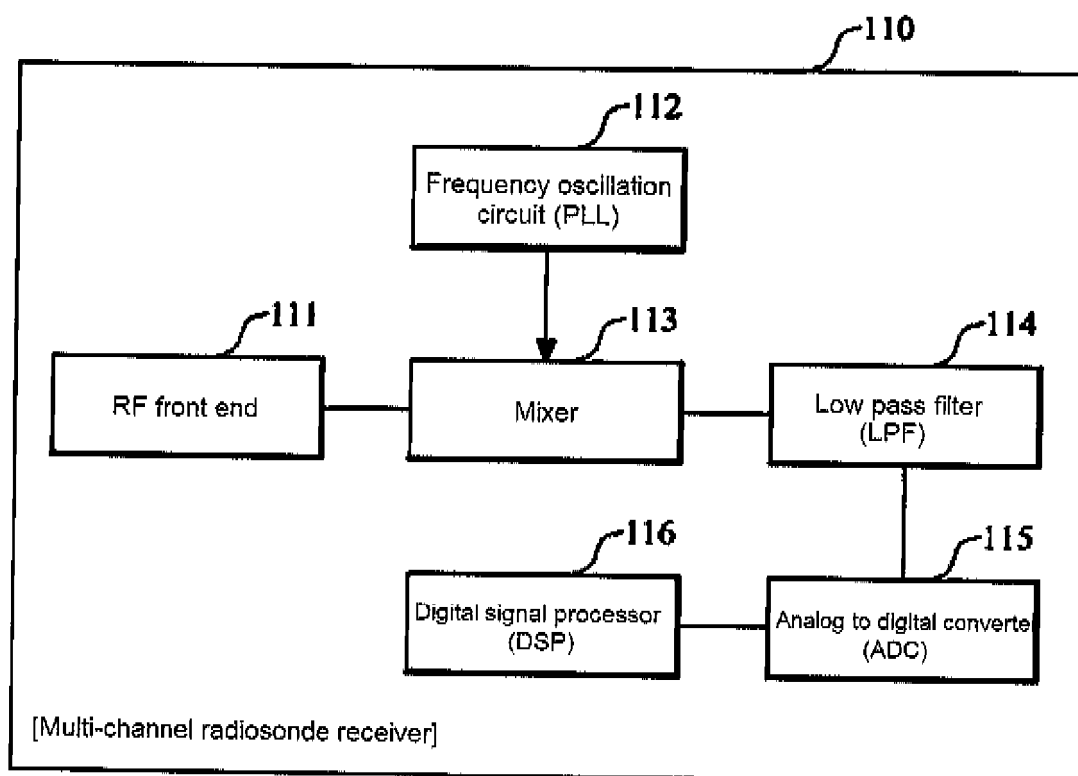 110
112
Frequency oscillation
circuit (PLL)
111
113
114
RF front end
Mixer
Low pass filter
(LPF)
116
115
Digital signal processor
(DSP)
Analog to digital converter
(ADC)
[Multi-channel radiosonde receiver]